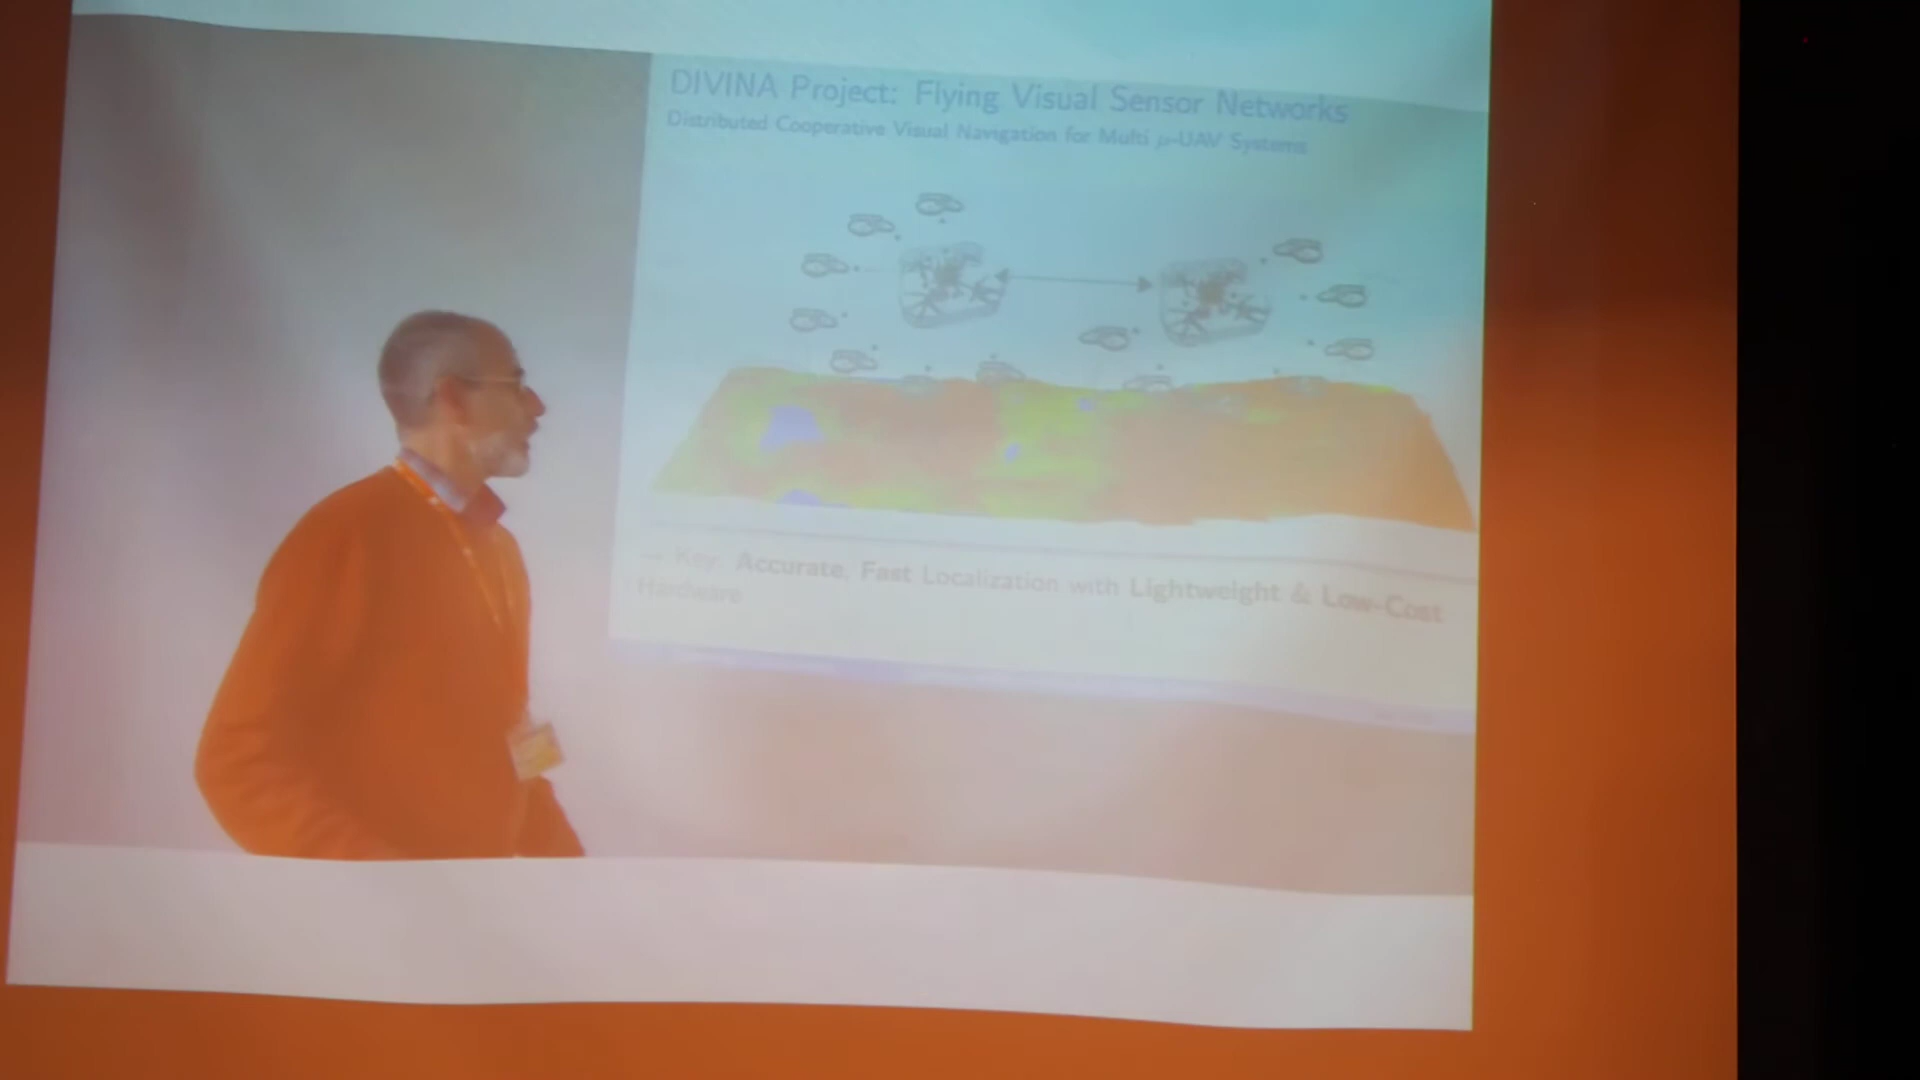 DIVINA Project: Flying Visual Sensor Networks
Distributed Cooperative Visual Navigation for Multi μ-UAV Systems
→ Key: Accurate, Fast Localization with Lightweight & Low-Cost
Hardware